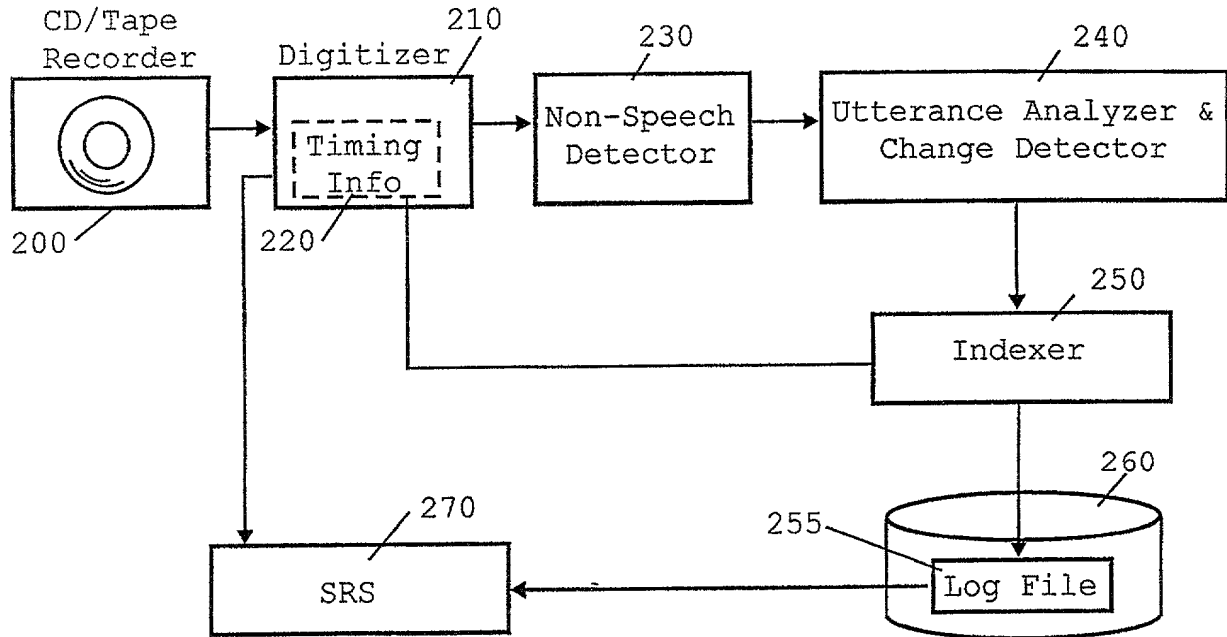 CD/Tape
Recorder
200
Digitizer
210
Timing
Info
220
230
Non-Speech
Detector
240
Utterance Analyzer &
Change Detector
250
Indexer
260
255
Log File
270
SRS